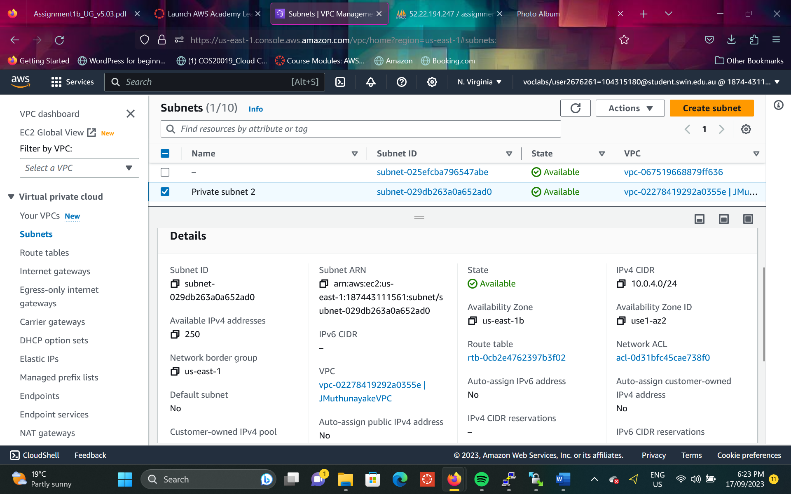 Assignment1b_UG_v5.03.pdf
Launch AWS Academy Le
Subnets | VPC Manageme
52.22.194.247 / assignmer
Photo Album
https://us-east-1.console.aws.amazon.com/vpc/home?region=us-east-1#subnets:
Getting Started
WordPress for beginn...
(1) COS20019_Cloud C...
Course Modules: AWS...
Amazon
Booking.com
Other Bookmarks
aws
Services
Search
[Alt+S]
N. Virginia
voclabs/user2676261=104315180@student.swin.edu.au @ 1874-4311...
VPC dashboard
EC2 Global View New
Filter by VPC:
Select a VPC
Virtual private cloud
Your VPCs New
Subnets
Route tables
Internet gateways
Egress-only internet
gateways
Carrier gateways
DHCP option sets
Elastic IPs
Managed prefix lists
Endpoints
Endpoint services
NAT gateways
Subnets (1/10) Info
Actions
Create subnet
Find resources by attribute or tag
1
Name
Subnet ID
State
VPC
–
subnet-025efcba796547abe
Available
vpc-067519668879ff636
Private subnet 2
subnet-029db263a0a652ad0
Available
vpc-02278419292a0355e | JMu...
Details
Subnet ID
subnet-
029db263a0a652ad0
Available IPv4 addresses
250
Network border group
us-east-1
Default subnet
No
Customer-owned IPv4 pool
Subnet ARN
arn:aws:ec2:us-
east-1:187443111561:subnet/s
ubnet-029db263a0a652ad0
IPv6 CIDR
–
VPC
vpc-02278419292a0355e |
JMuthunayakeVPC
Auto-assign public IPv4 address
No
State
Available
Availability Zone
us-east-1b
Route table
rtb-0cb2e4762397b3f02
Auto-assign IPv6 address
No
IPv4 CIDR reservations
–
IPv4 CIDR
10.0.4.0/24
Availability Zone ID
use1-az2
Network ACL
acl-0d31bfc45cae738f0
Auto-assign customer-owned
IPv4 address
No
IPv6 CIDR reservations
CloudShell
Feedback
© 2023, Amazon Web Services, Inc. or its affiliates.
Privacy
Terms
Cookie preferences
19°C
Partly sunny
Search
1
ENG
US
6:23 PM
17/09/2023
11